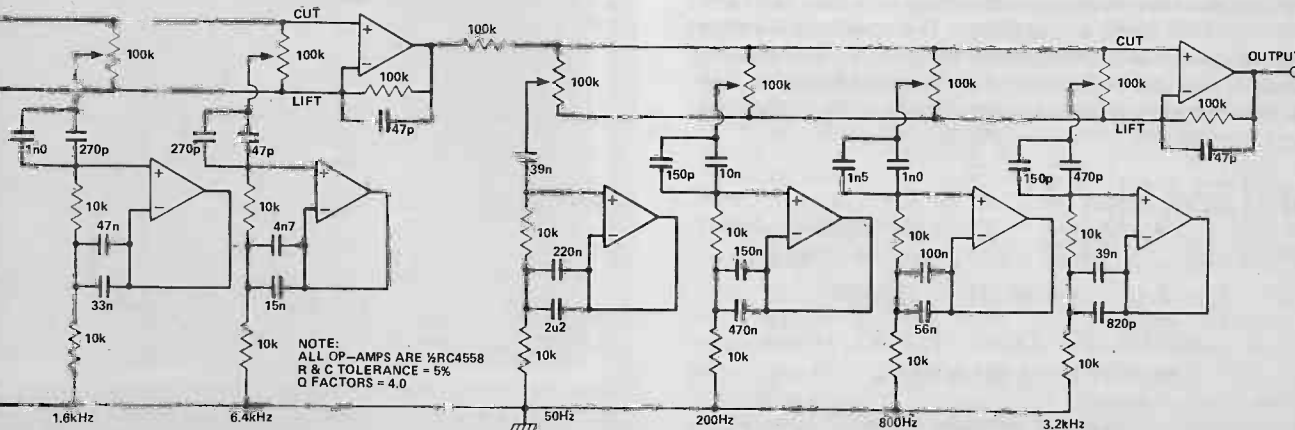 CUT
100k
100k
100k
LIFT
47p
1n0
270p
270p
47p
10k
47n
33n
10k
1.6kHz
10k
4n7
15n
10k
6.4kHz
NOTE:
ALL OP–AMPS ARE ½RC4558
R & C TOLERANCE = 5%
Q FACTORS = 4.0
100k
CUT
OUTPUT
100k
100k
100k
100k
100k
LIFT
47p
39n
150p
10n
1n5
1n0
150p
470p
10k
220n
2u2
10k
50Hz
10k
150n
470n
10k
200Hz
10k
100n
56n
10k
800Hz
10k
39n
820p
10k
3.2kHz